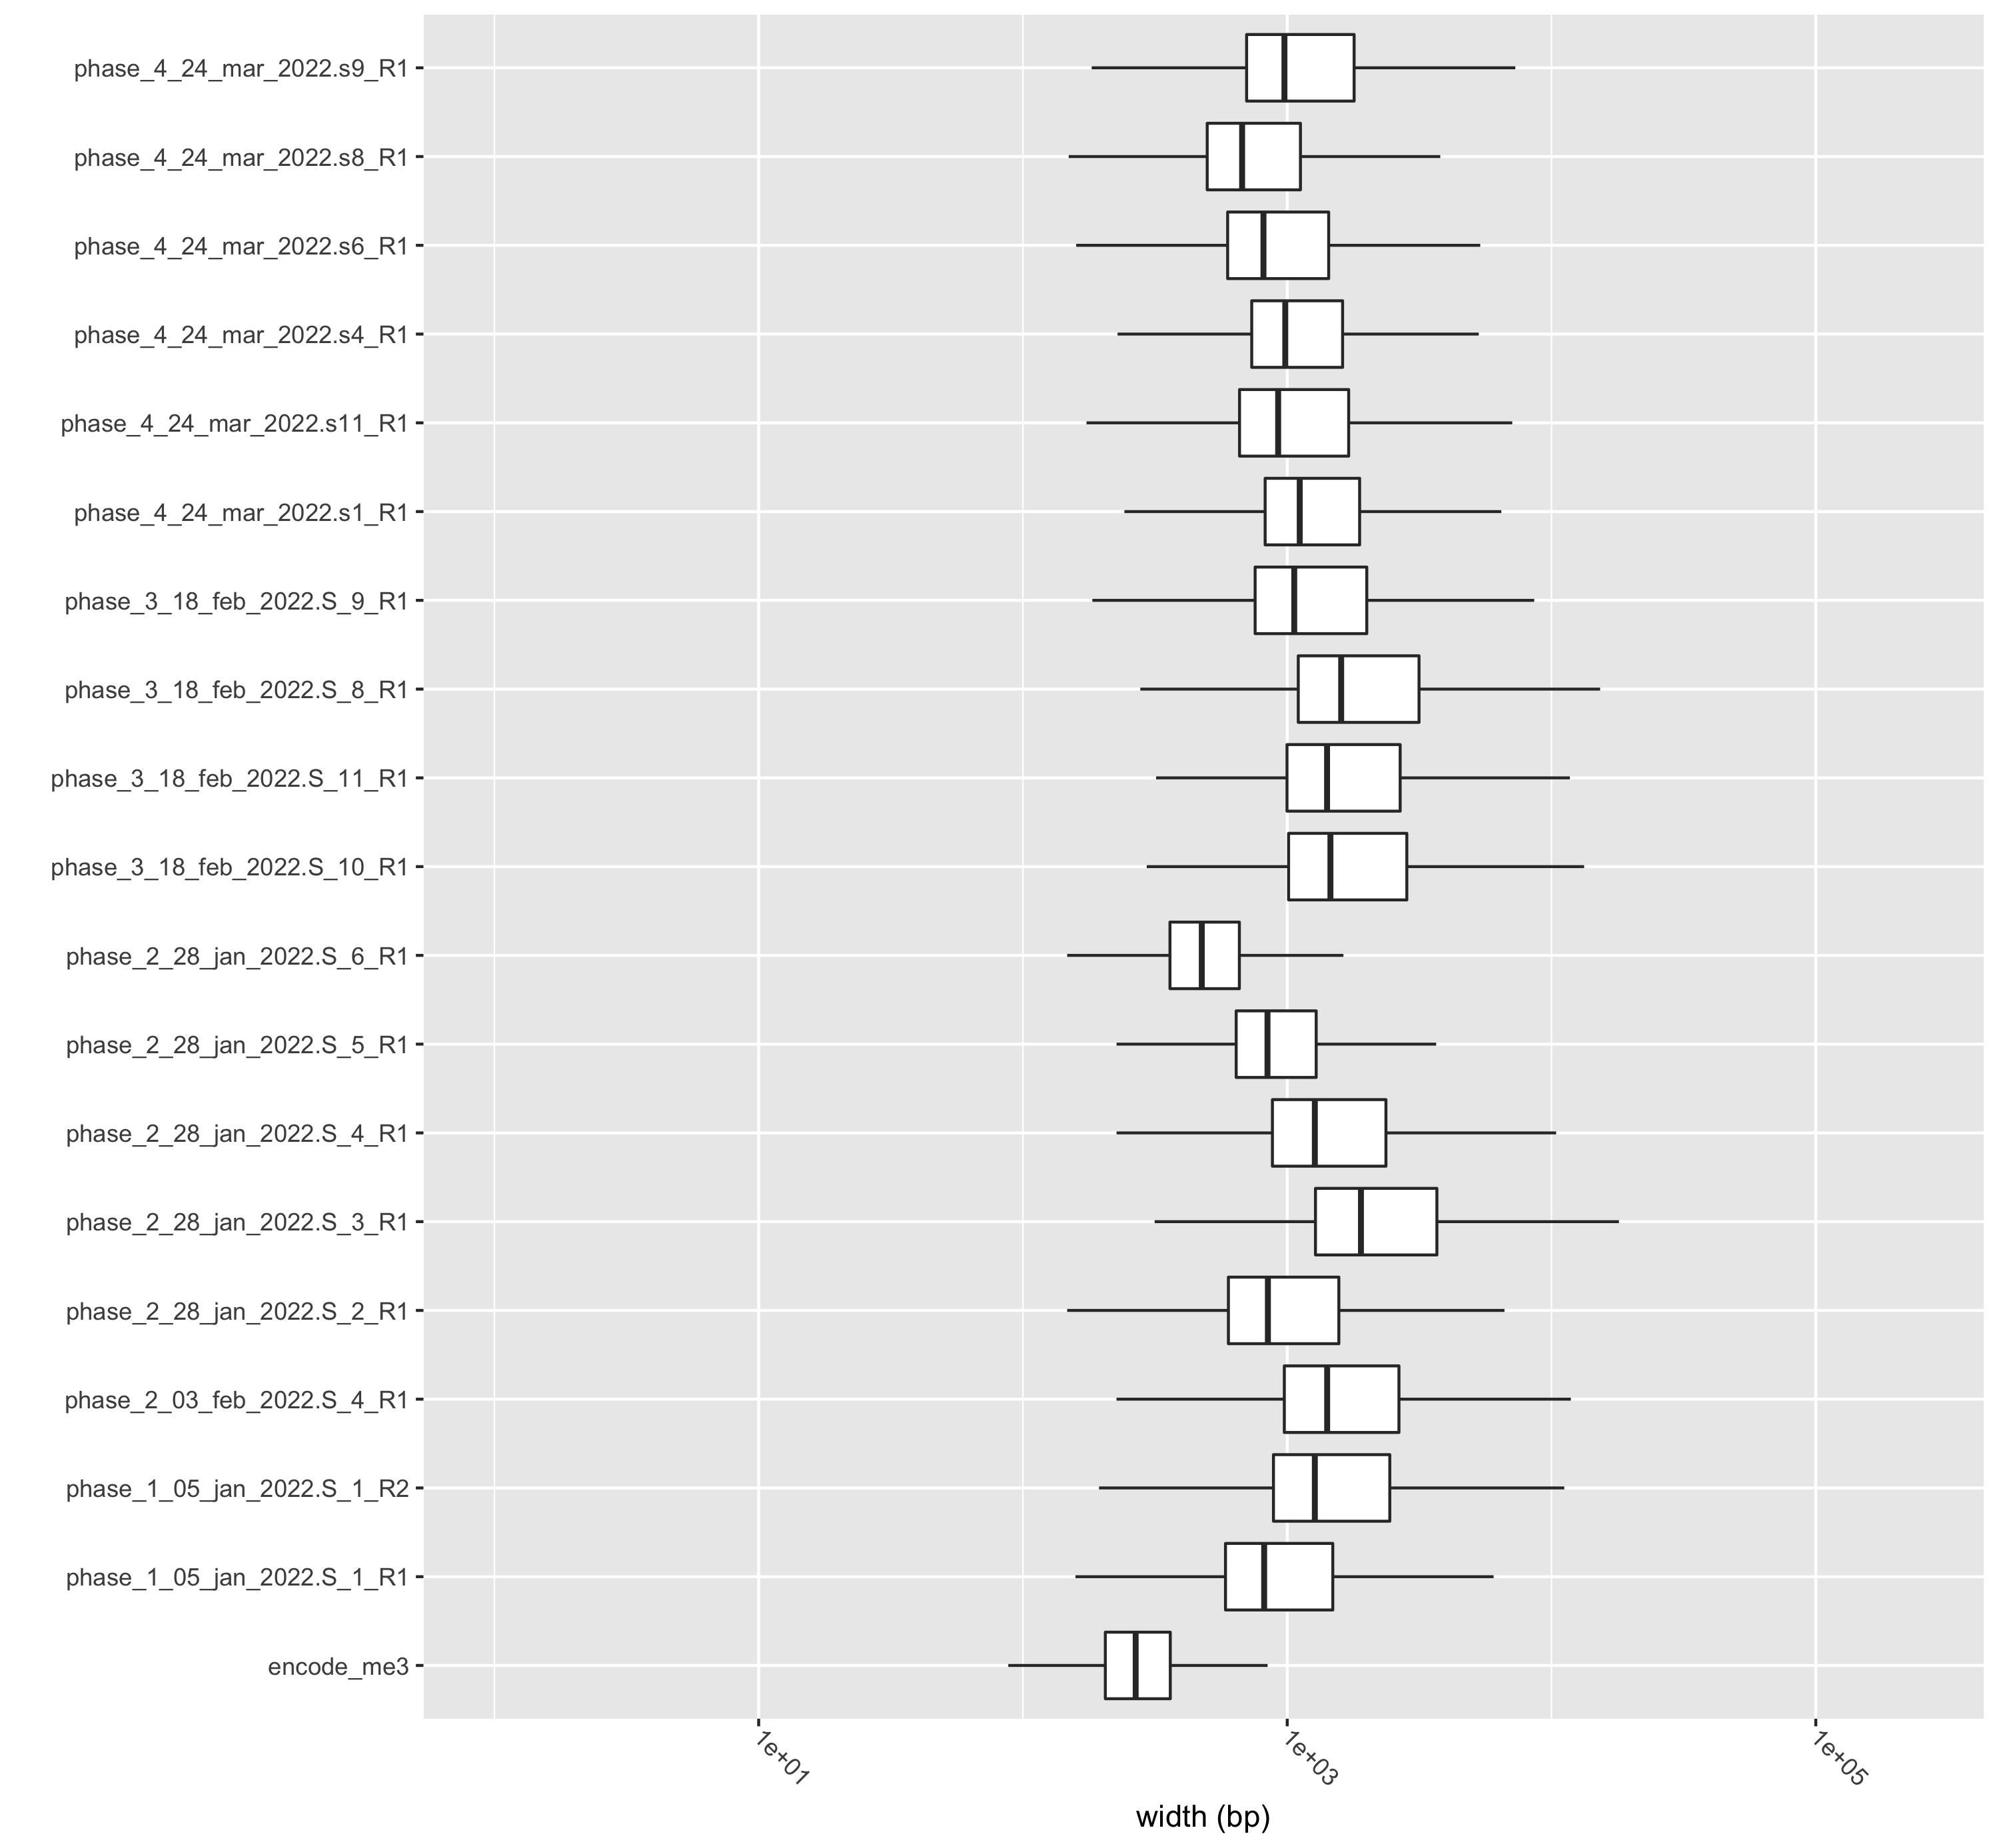 phase_4_24_mar_2022.s9_R1
phase_4_24_mar_2022.s8_R1
phase_4_24_mar_2022.s6_R1
phase_4_24_mar_2022.s4_R1
phase_4_24_mar_2022.s11_R1
phase_4_24_mar_2022.s1_R1
phase_3_18_feb_2022.S_9_R1
phase_3_18_feb_2022.S_8_R1
phase_3_18_feb_2022.S_11_R1
phase_3_18_feb_2022.S_10_R1
phase_2_28_jan_2022.S_6_R1
phase_2_28_jan_2022.S_5_R1
phase_2_28_jan_2022.S_4_R1
phase_2_28_jan_2022.S_3_R1
phase_2_28_jan_2022.S_2_R1
phase_2_03_feb_2022.S_4_R1
phase_1_05_jan_2022.S_1_R2
phase_1_05_jan_2022.S_1_R1
encode_me3
1e+01
1e+03
1e+05
width (bp)